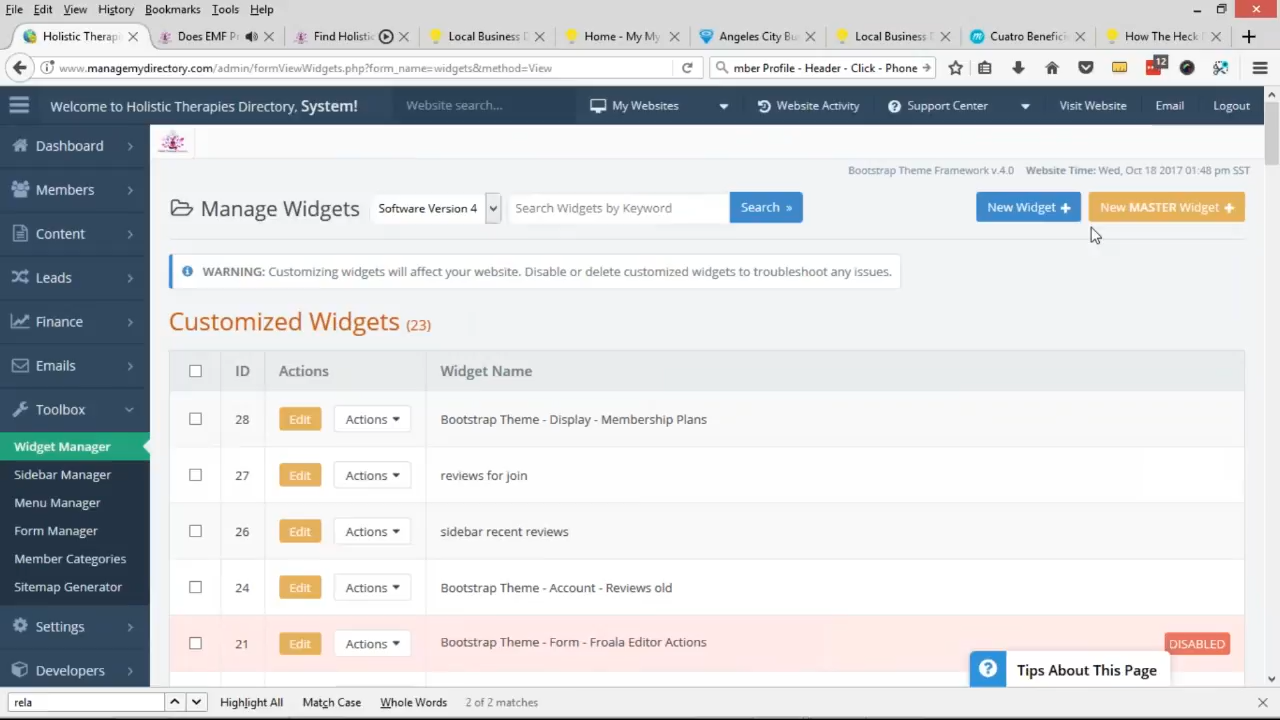 File Edit View History Bookmarks Tools Help
Holistic Therap Does EMF Pr Find Holistic Local Business D Home - My My Angeles City Bu Local Business D Cuatro Benefici How The Heck D
www.managemydirectory.com/admin/formViewWidgets.php?form_name=widgets&method=View mber Profile - Header - Click - Phone 12
Welcome to Holistic Therapies Directory, System! Website search... My Websites Website Activity Support Center Visit Website Email Logout
Dashboard
Members
Content
Leads
Finance
Emails
Toolbox
Widget Manager
Sidebar Manager
Menu Manager
Form Manager
Member Categories
Sitemap Generator
Settings
Developers
Bootstrap Theme Framework v.4.0 Website Time: Wed, Oct 18 2017 01:48 pm SST
Manage Widgets Software Version 4 Search Widgets by Keyword Search » New Widget + New MASTER Widget +
WARNING: Customizing widgets will affect your website. Disable or delete customized widgets to troubleshoot any issues.
Customized Widgets (23)
ID Actions Widget Name
28 Edit Actions Bootstrap Theme - Display - Membership Plans
27 Edit Actions reviews for join
26 Edit Actions sidebar recent reviews
24 Edit Actions Bootstrap Theme - Account - Reviews old
21 Edit Actions Bootstrap Theme - Form - Froala Editor Actions DISABLED
? Tips About This Page
rela Highlight All Match Case Whole Words 2 of 2 matches